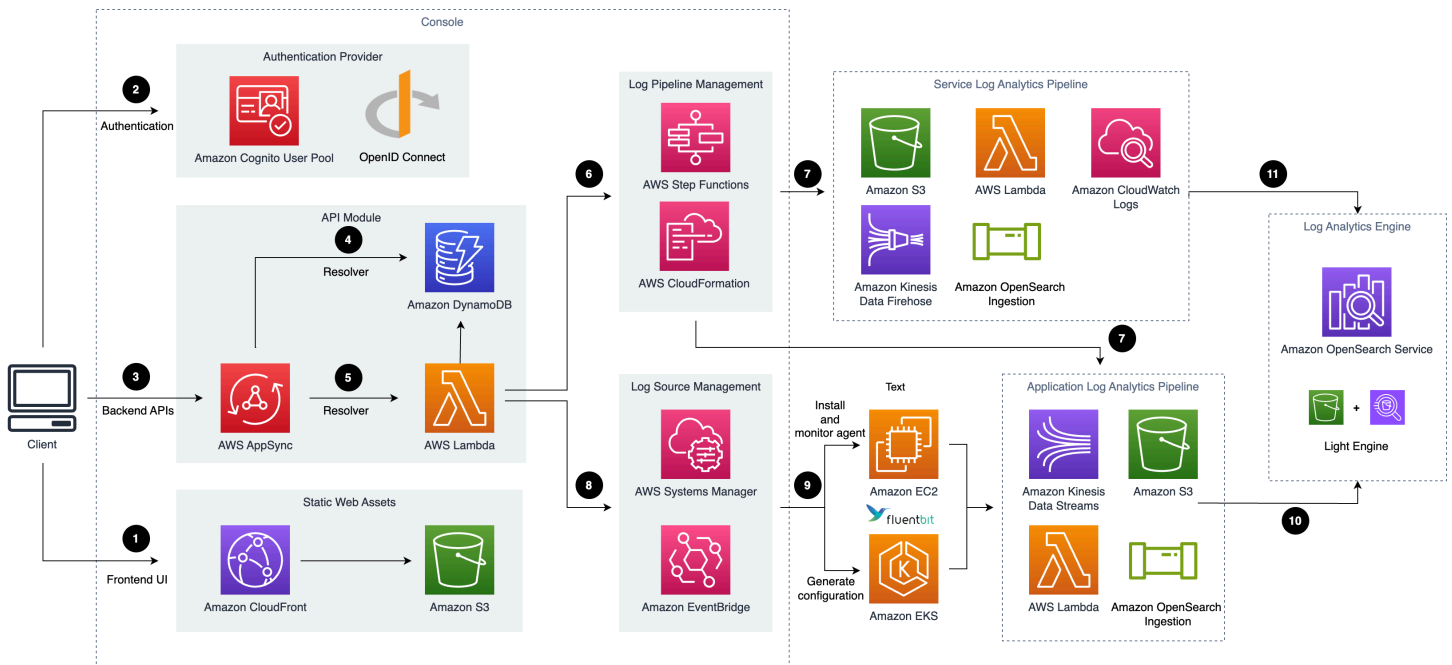 Console
Authentication Provider
2
Authentication
Amazon Cognito User Pool
OpenID Connect
API Module
4
Resolver
Amazon DynamoDB
3
Backend APIs
AWS AppSync
5
Resolver
AWS Lambda
Client
Static Web Assets
1
Frontend UI
Amazon CloudFront
Amazon S3
6
Log Pipeline Management
AWS Step Functions
AWS CloudFormation
8
Log Source Management
AWS Systems Manager
Amazon EventBridge
7
Service Log Analytics Pipeline
Amazon S3
AWS Lambda
Amazon CloudWatch
Logs
Amazon Kinesis
Data Firehose
Amazon OpenSearch
Ingestion
7
9
Text
Install
and
monitor agent
Amazon EC2
fluentbit
Generate
configuration
K
Amazon EKS
Application Log Analytics Pipeline
Amazon Kinesis
Data Streams
Amazon S3
AWS Lambda
Amazon OpenSearch
Ingestion
11
10
Log Analytics Engine
Amazon OpenSearch Service
+
Light Engine